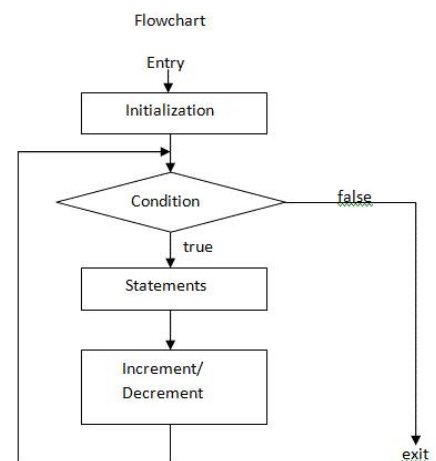 Flowchart
Entry
Initialization
Condition
false
true
Statements
Increment/
Decrement
exit